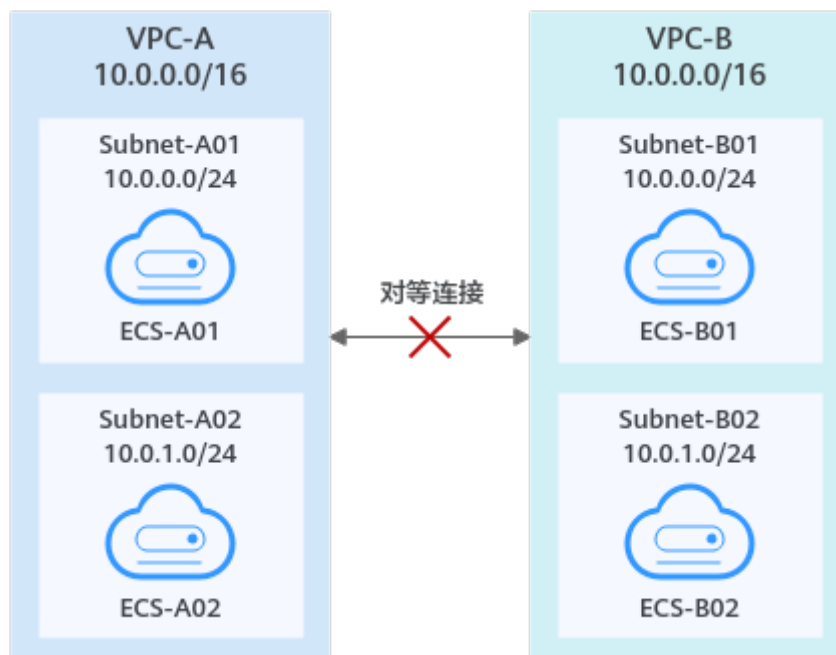 VPC-A
10.0.0.0/16
Subnet-A01
10.0.0.0/24
ECS-A01
Subnet-A02
10.0.1.0/24
ECS-A02
对等连接
VPC-B
10.0.0.0/16
Subnet-B01
10.0.0.0/24
ECS-B01
Subnet-B02
10.0.1.0/24
ECS-B02